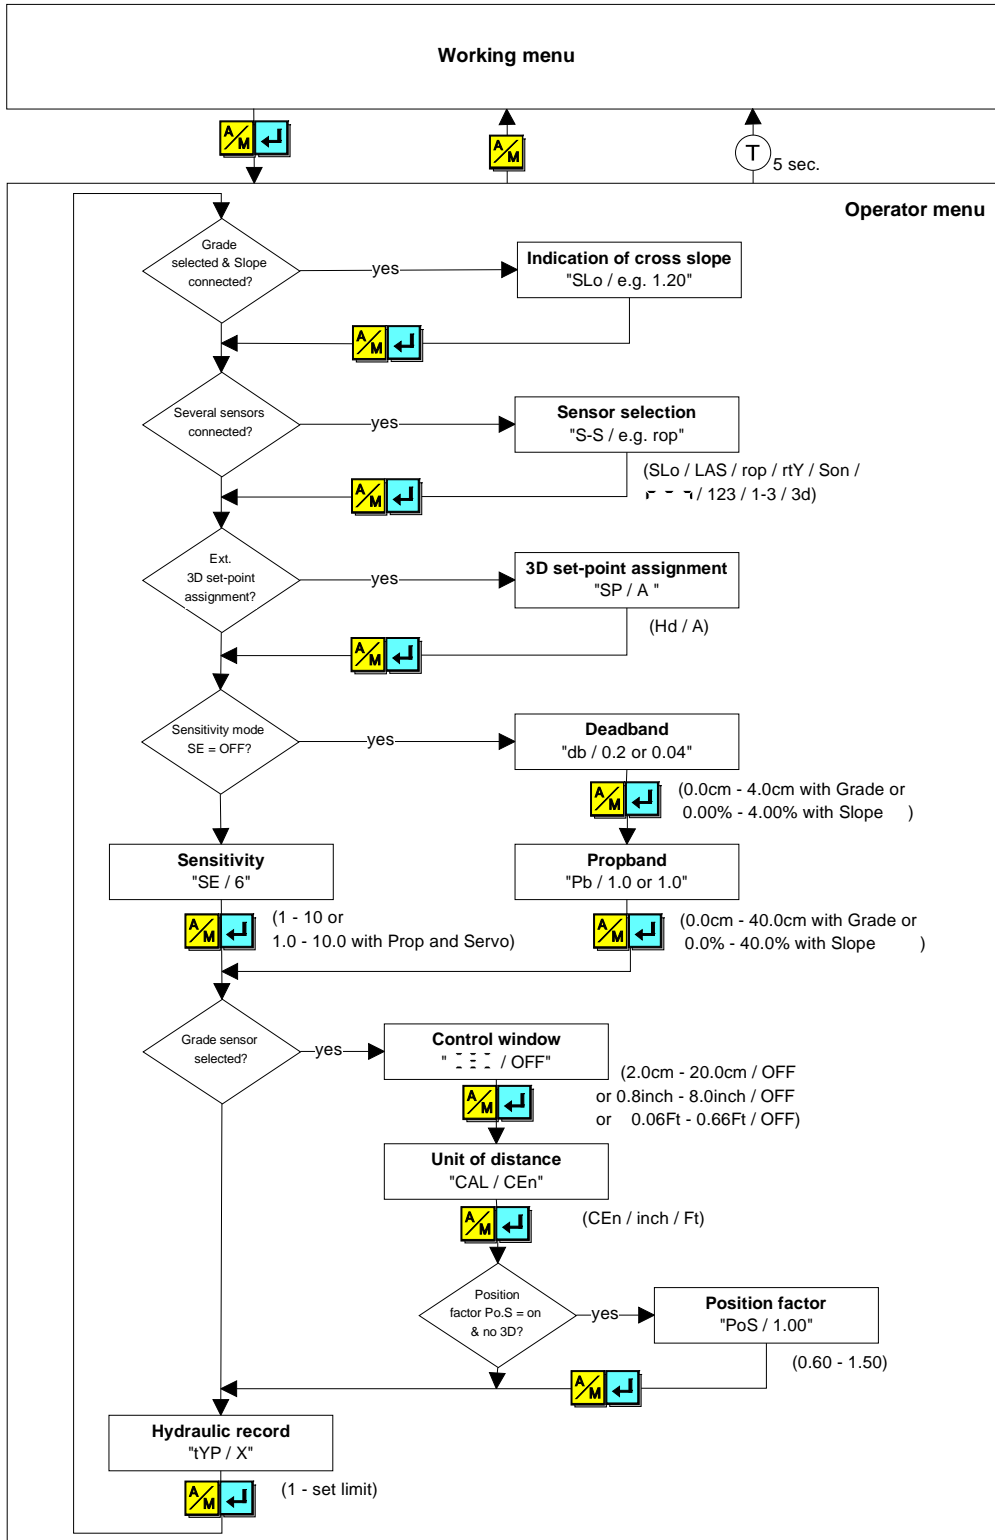 Working menu
A/M
A/M
T
5 sec.
Operator menu
Grade
selected & Slope
connected?
yes
Indication of cross slope
"SLo / e.g. 1.20"
A/M
Several sensors
connected?
yes
Sensor selection
"S-S / e.g. rop"
(SLo / LAS / rop / rtY / Son /
/ 123 / 1-3 / 3d)
A/M
Ext.
3D set-point
assignment?
yes
3D set-point assignment
"SP / A "
(Hd / A)
A/M
Sensitivity mode
SE = OFF?
yes
Deadband
"db / 0.2 or 0.04"
A/M
(0.0cm - 4.0cm with Grade or
0.00% - 4.00% with Slope )
Sensitivity
"SE / 6"
Propband
"Pb / 1.0 or 1.0"
A/M
(1 - 10 or
1.0 - 10.0 with Prop and Servo)
A/M
(0.0cm - 40.0cm with Grade or
0.0% - 40.0% with Slope )
Grade sensor
selected?
yes
Control window
" / OFF"
A/M
(2.0cm - 20.0cm / OFF
or 0.8inch - 8.0inch / OFF
or 0.06Ft - 0.66Ft / OFF)
Unit of distance
"CAL / CEn"
A/M
(CEn / inch / Ft)
Position
factor Po.S = on
& no 3D?
yes
Position factor
"PoS / 1.00"
(0.60 - 1.50)
A/M
Hydraulic record
"tYP / X"
A/M
(1 - set limit)